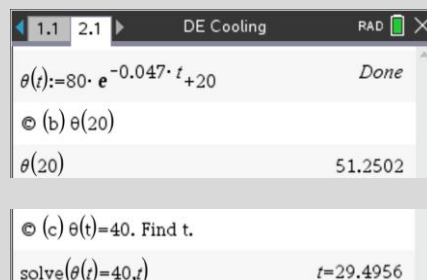 1.1 2.1 DE Cooling RAD
θ(t):=80· e^-0.047· t+20 Done
© (b) θ(20)
θ(20) 51.2502
© (c) θ(t)=40. Find t.
solve(θ(t)=40,t) t=29.4956